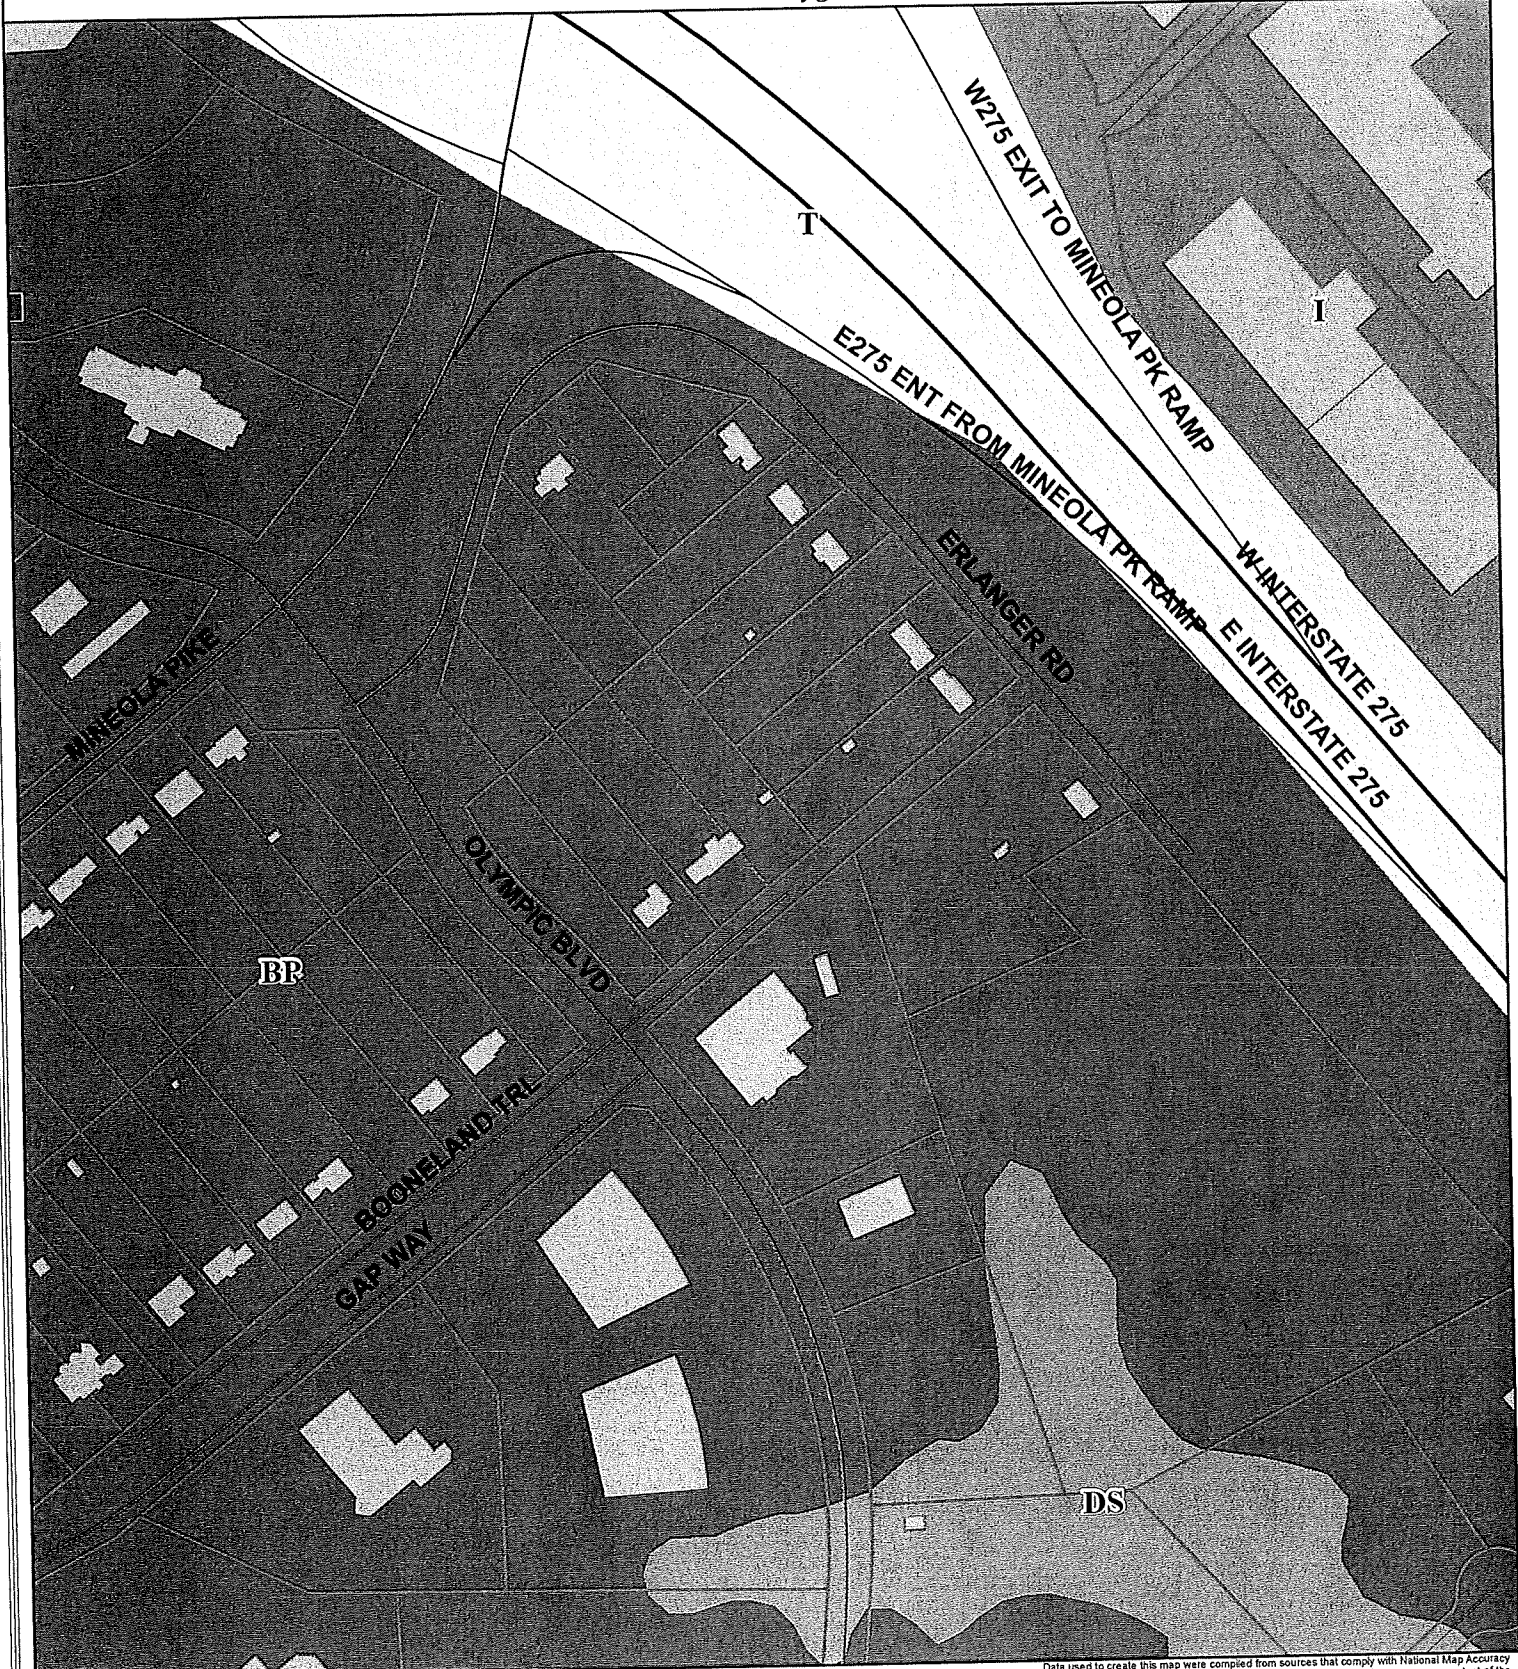 W275 EXIT TO MINEOLA PK RAMP
T
I
E275 ENT FROM MINEOLA PK RAMP
ERLANGER RD
W INTERSTATE 275
E INTERSTATE 275
MINEOLA PIKE
OLYMPIC BLVD
BP
BOONELAND TRL
GAP WAY
DS
Data used to create this map were compiled from sources that comply with National Map Accuracy